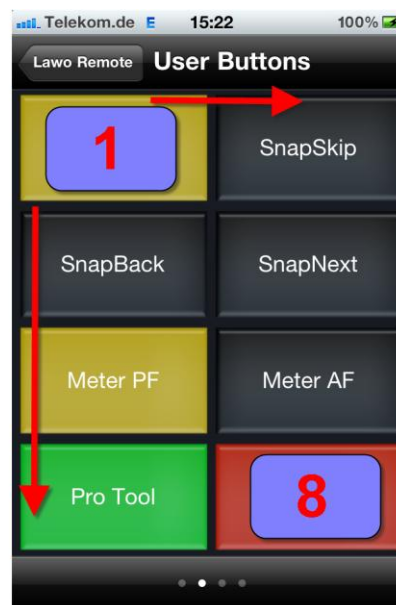 Telekom.de E 15:22 100%
Lawo Remote User Buttons
1 SnapSkip
SnapBack SnapNext
Meter PF Meter AF
Pro Tool 8